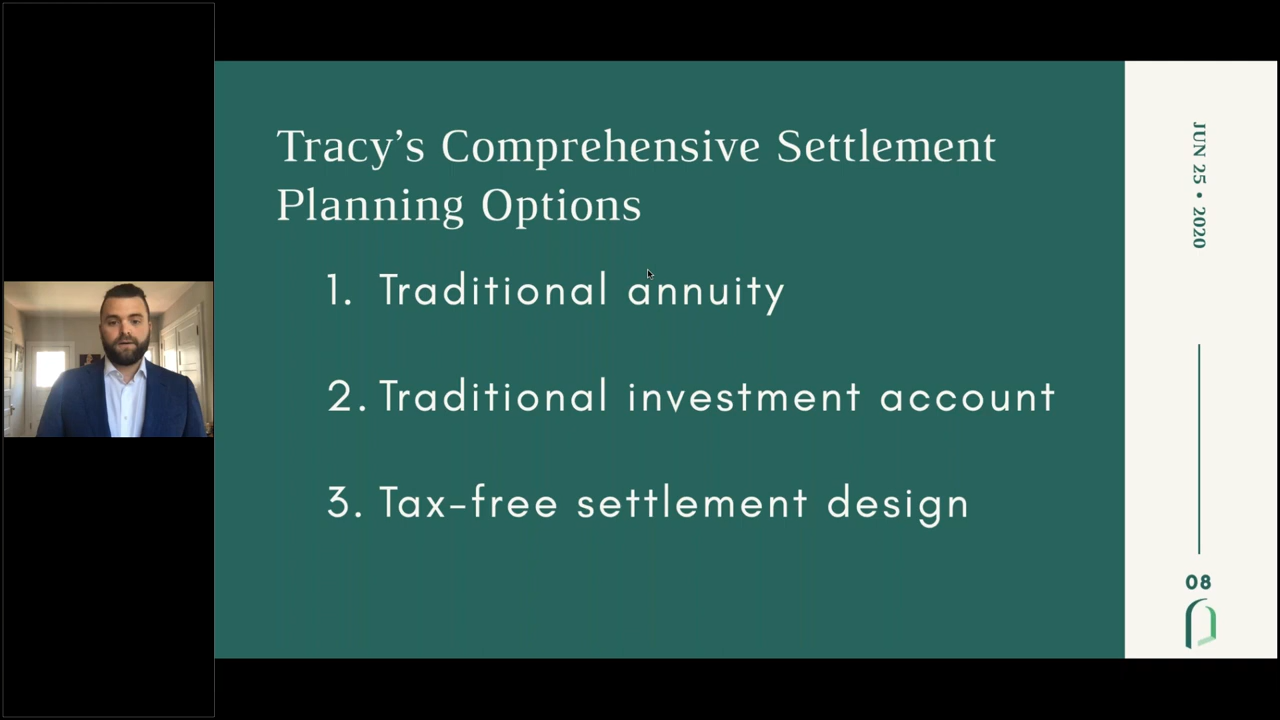 Tracy’s Comprehensive Settlement
Planning Options
1. Traditional annuity
2. Traditional investment account
3. Tax-free settlement design
JUN 25 • 2020
08